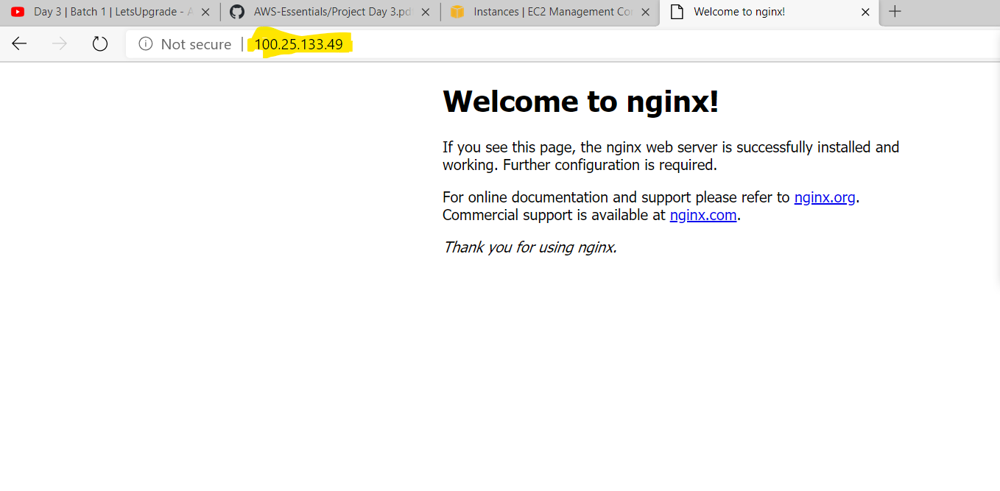 Day 3 | Batch 1 | LetsUpgrade - A
AWS-Essentials/Project Day 3.pd
Instances | EC2 Management Co
Welcome to nginx!
Not secure | 100.25.133.49
Welcome to nginx!
If you see this page, the nginx web server is successfully installed and
working. Further configuration is required.
For online documentation and support please refer to nginx.org.
Commercial support is available at nginx.com.
Thank you for using nginx.